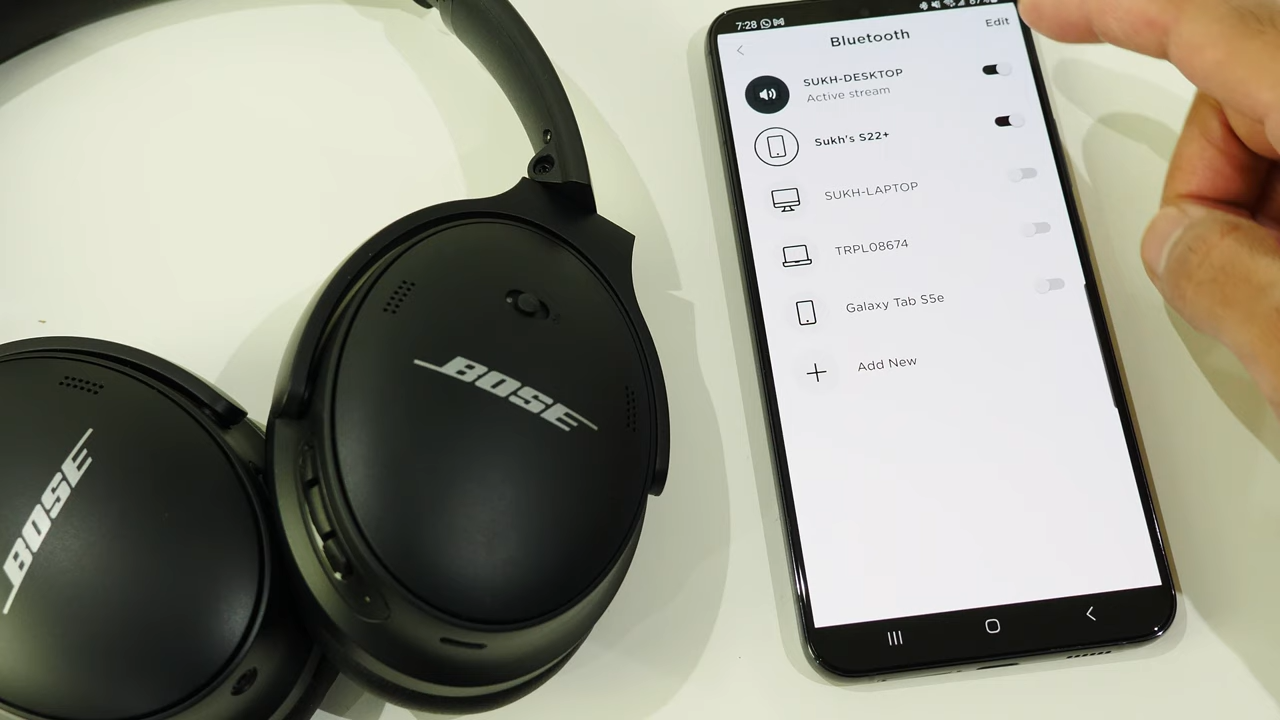 BOSE
BOSE
7:28
67%
Bluetooth
Edit
SUKH-DESKTOP
Active stream
Sukh's S22+
SUKH-LAPTOP
TRPL08674
Galaxy Tab S5e
Add New